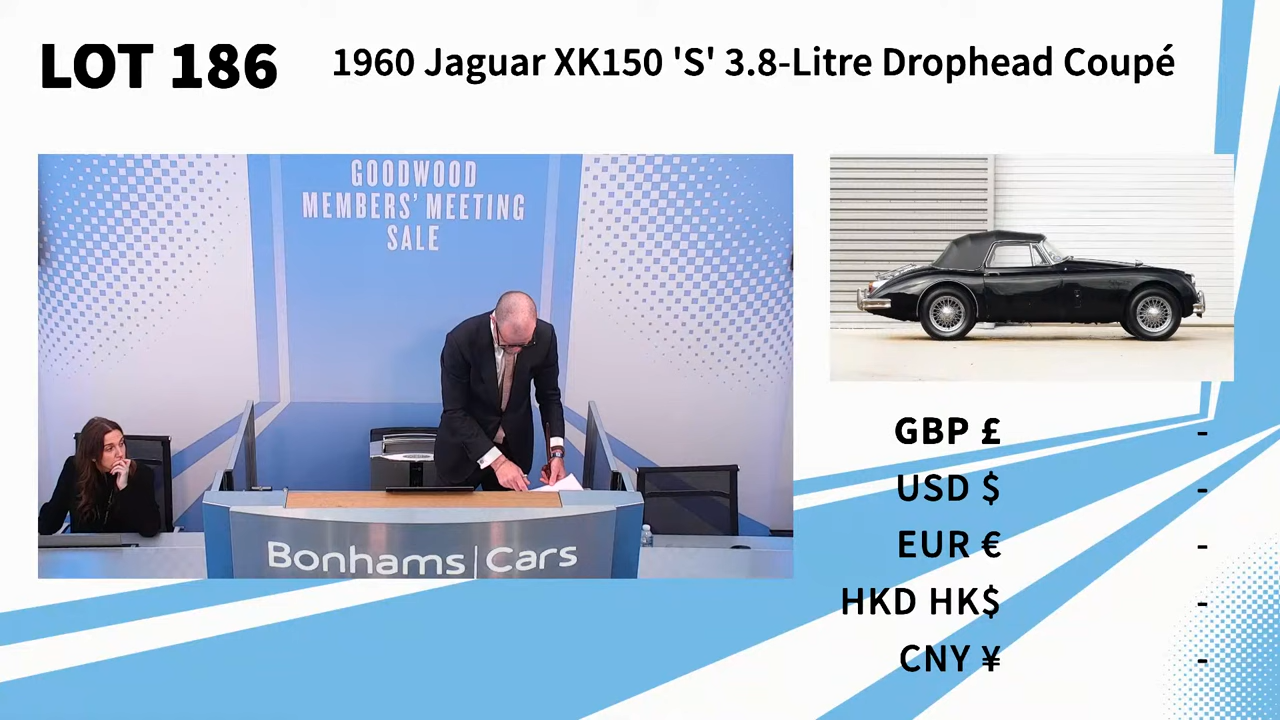 LOT 186
1960 Jaguar XK150 'S' 3.8-Litre Drophead Coupé
GOODWOOD
MEMBERS' MEETING
SALE
Bonhams|Cars
GBP £ -
USD $ -
EUR € -
HKD HK$ -
CNY ¥ -